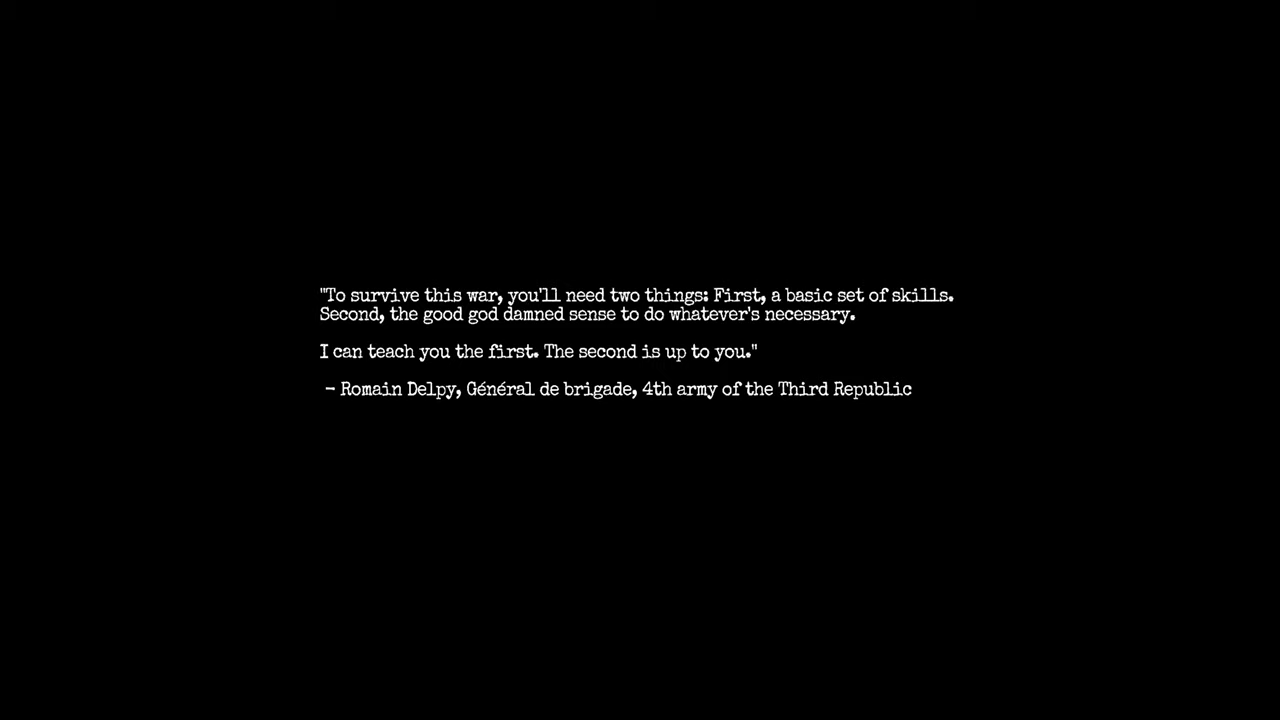 "To survive this war, you'll need two things: First, a basic set of skills.
Second, the good god damned sense to do whatever's necessary.
I can teach you the first. The second is up to you."
– Romain Delpy, Général de brigade, 4th army of the Third Republic